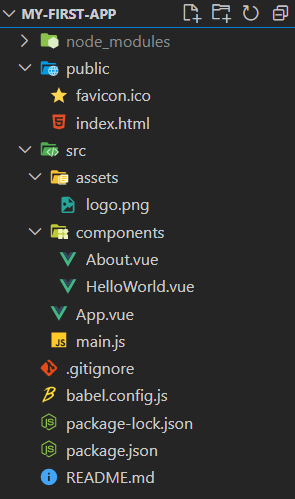 MY-FIRST-APP
node_modules
public
favicon.ico
index.html
src
assets
logo.png
components
About.vue
HelloWorld.vue
App.vue
JS main.js
.gitignore
babel.config.js
package-lock.json
package.json
README.md